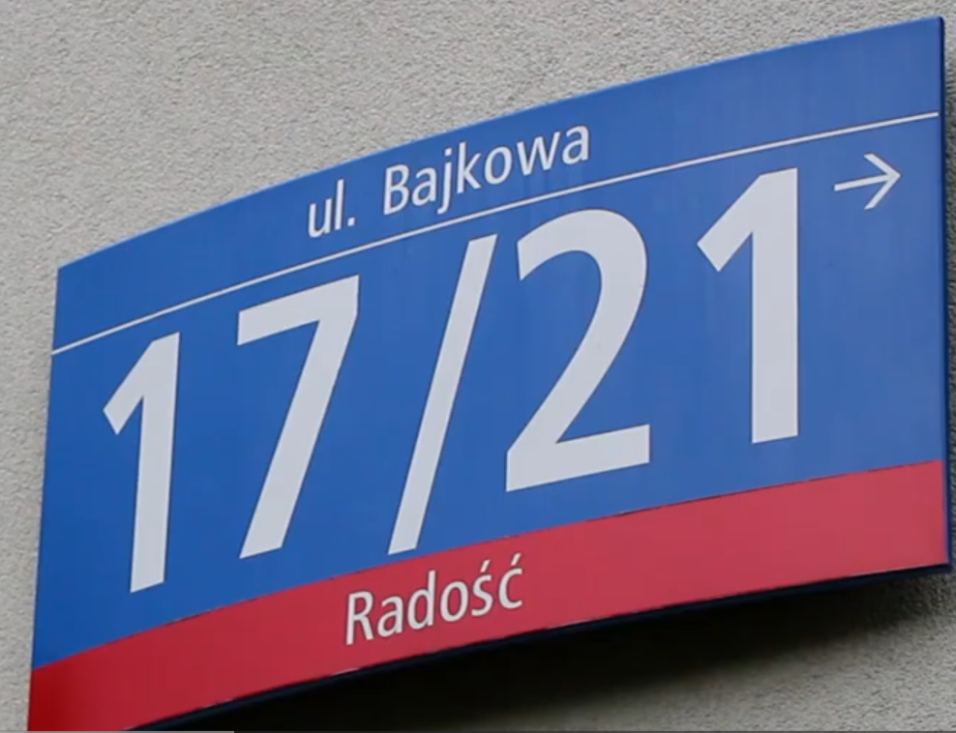 ul. Bajkowa
17/21 →
Radość